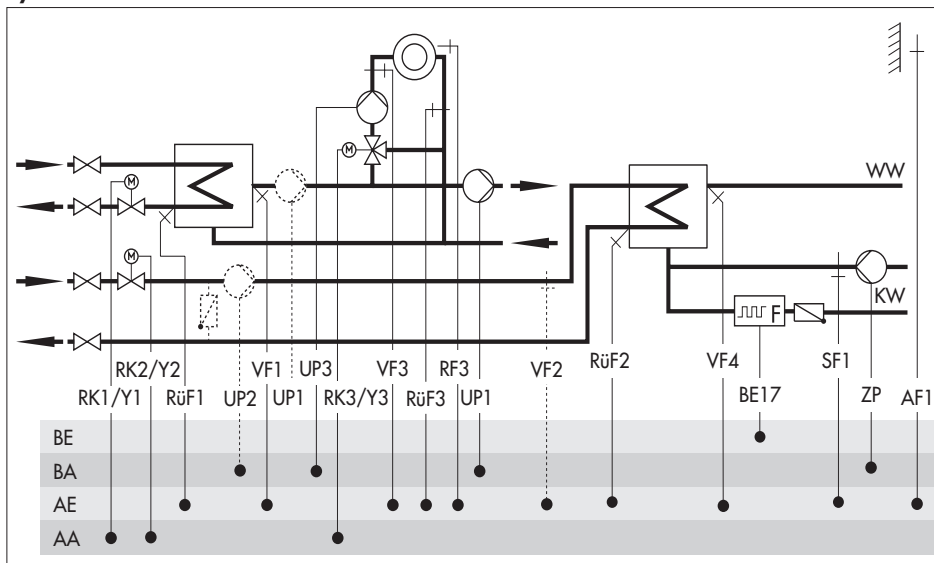 M
WW
M
M
F
KW
RK2/Y2 VF1 UP3 VF3 RF3 VF2 RüF2 VF4 SF1
RK1/Y1 RüF1 UP2 UP1 RK3/Y3 RüF3 UP1 BE17 ZP AF1
BE
BA
AE
AA